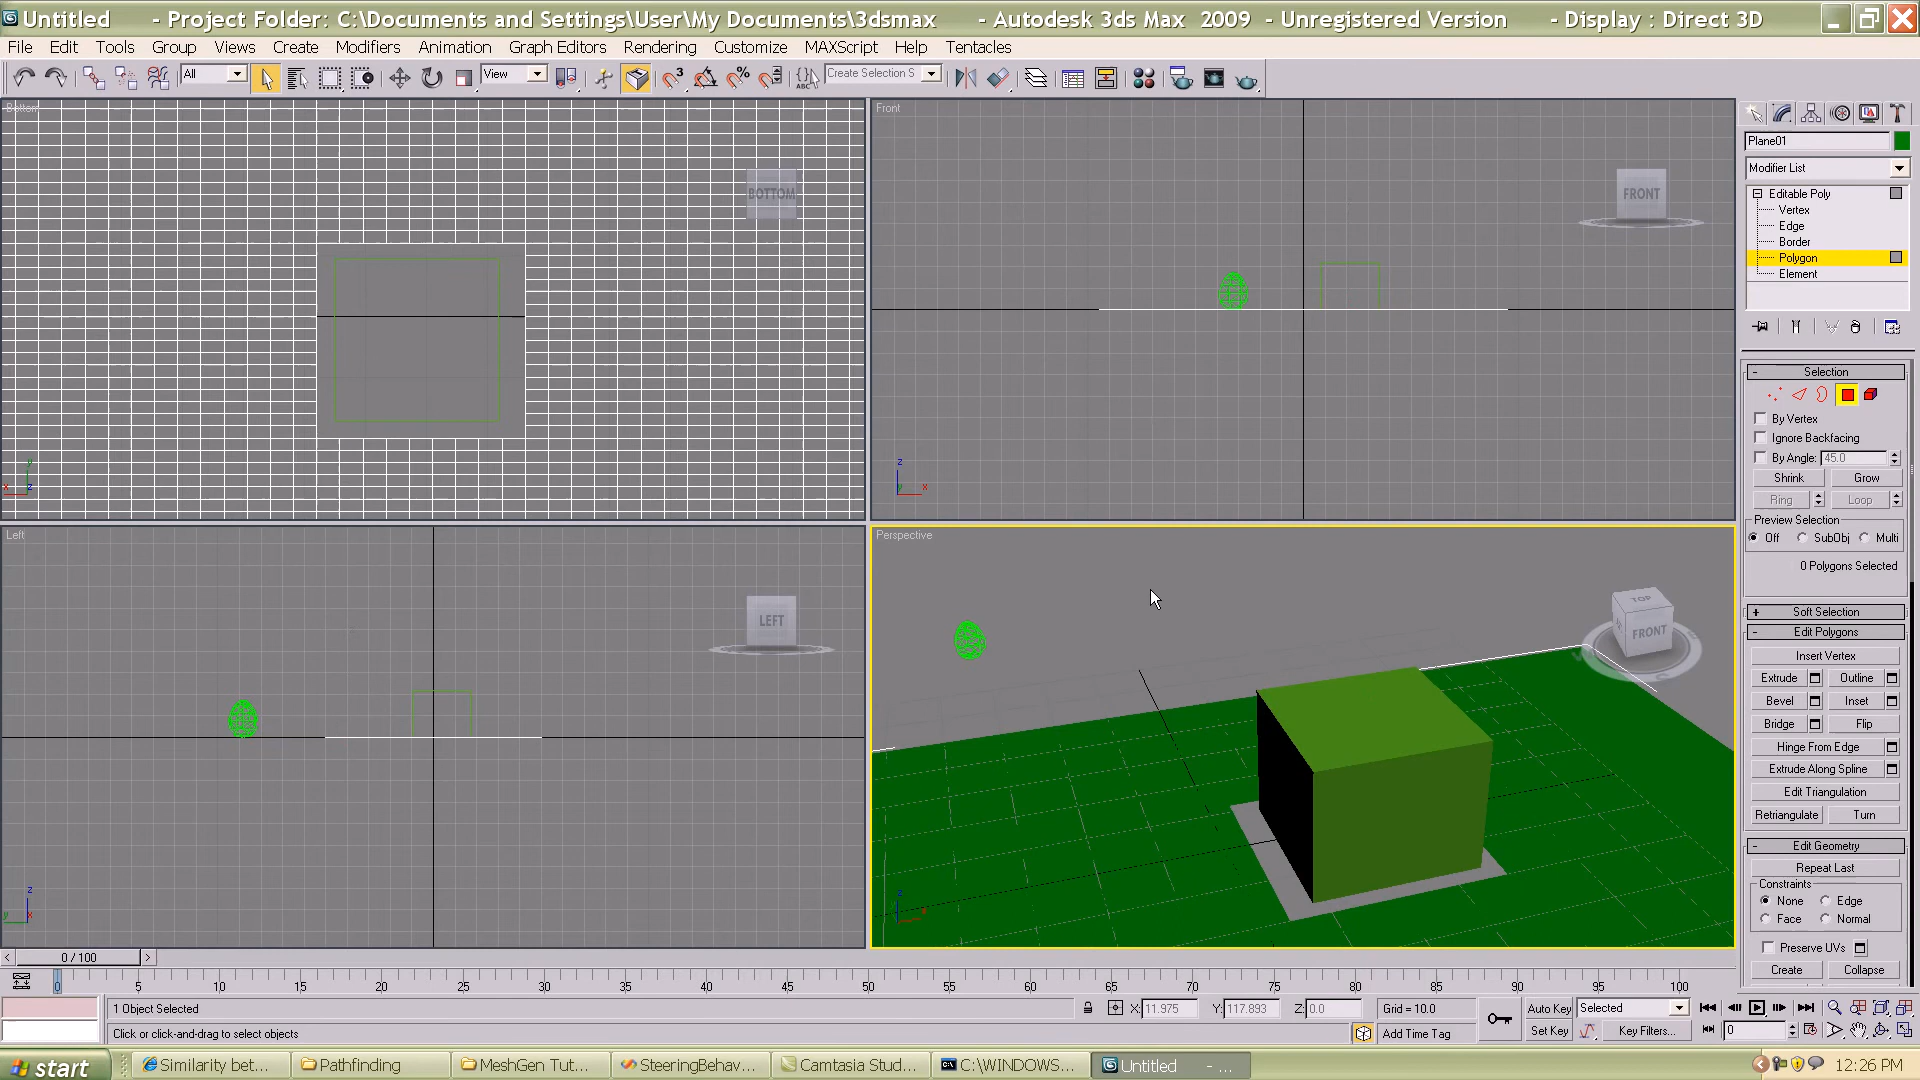 Untitled - Project Folder: C:\Documents and Settings\User\My Documents\3dsmax - Autodesk 3ds Max 2009 - Unregistered Version - Display : Direct 3D
File Edit Tools Group Views Create Modifiers Animation Graph Editors Rendering Customize MAXScript Help Tentacles
All View 3 % ABC Create Selection S
Bottom
BOTTOM
Front
FRONT
Left
LEFT
Perspective
TOP
FRONT
Plane01
Modifier List
Editable Poly
Vertex
Edge
Border
Polygon
Element
Selection
By Vertex
Ignore Backfacing
By Angle: 45.0
Shrink Grow
Ring Loop
Preview Selection
Off SubObj Multi
0 Polygons Selected
Soft Selection
Edit Polygons
Insert Vertex
Extrude Outline
Bevel Inset
Bridge Flip
Hinge From Edge
Extrude Along Spline
Edit Triangulation
Retriangulate Turn
Edit Geometry
Repeat Last
Constraints
None Edge
Face Normal
Preserve UVs
Create Collapse
0 / 100
0 5 10 15 20 25 30 35 40 45 50 55 60 65 70 75 80 85 90 95 100
1 Object Selected X: 11.975 Y: 117.893 Z: 0.0 Grid = 10.0 Auto Key Selected
Click or click-and-drag to select objects Add Time Tag Set Key Key Filters... 0
start Similarity bet... Pathfinding MeshGen Tut... SteeringBehav... Camtasia Stud... C:\WINDOWS... Untitled - ... 12:26 PM